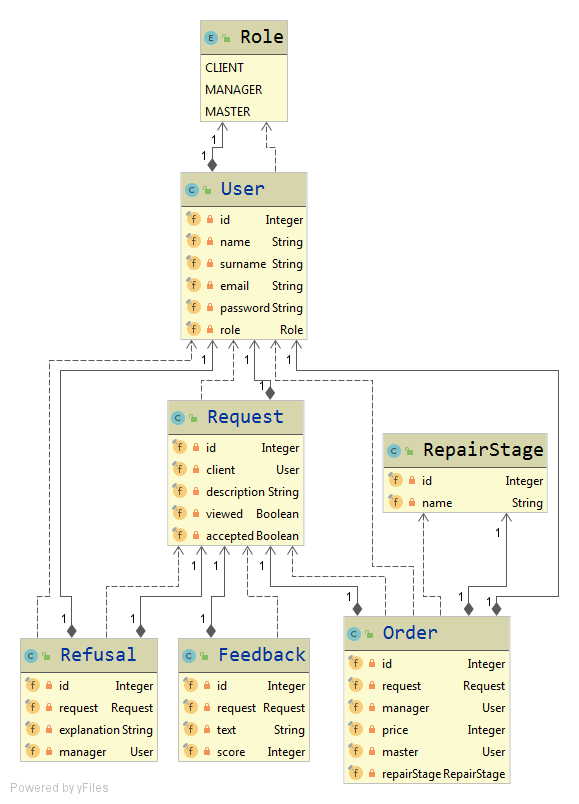 E Role
CLIENT
MANAGER
MASTER
1
1
C User
f id Integer
f name String
f surname String
f email String
f password String
f role Role
1
1
1
1
1
C Request
f id Integer
f client User
f description String
f viewed Boolean
f accepted Boolean
C RepairStage
f id Integer
f name String
1
1
1
1
1
1
1
1
1
1
C Refusal
f id Integer
f request Request
f explanation String
f manager User
C Feedback
f id Integer
f request Request
f text String
f score Integer
C Order
f id Integer
f request Request
f manager User
f price Integer
f master User
f repairStage RepairStage
Powered by yFiles